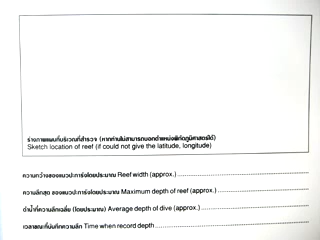 ร่างภาพแผนที่บริเวณที่สำรวจ (หากท่านไม่สามารถบอกตำแหน่งพิกัดภูมิศาสตร์ได้)
Sketch location of reef (if could not give the latitude, longitude)
ความกว้างของแนวปะการังโดยประมาณ Reef width (approx.)
ความลึกสุด ของแนวปะการังโดยประมาณ Maximum depth of reef (approx.)
ดำน้ำที่ความลึกเฉลี่ย (โดยประมาณ) Average depth of dive (approx.)
เวลาขณะที่บันทึกความลึก Time when record depth